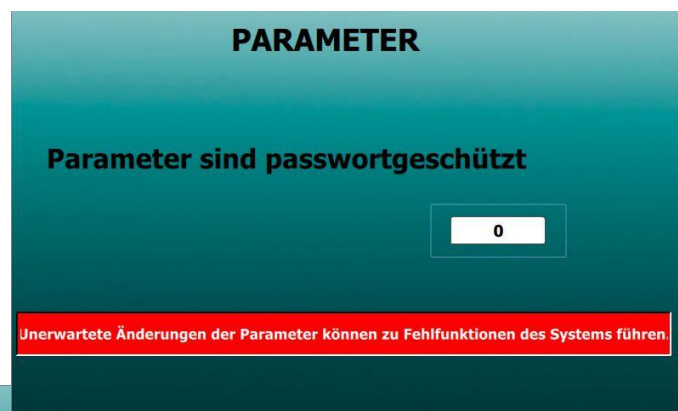 PARAMETER
Parameter sind passwortgeschützt
0
Unerwartete Änderungen der Parameter können zu Fehlfunktionen des Systems führen.